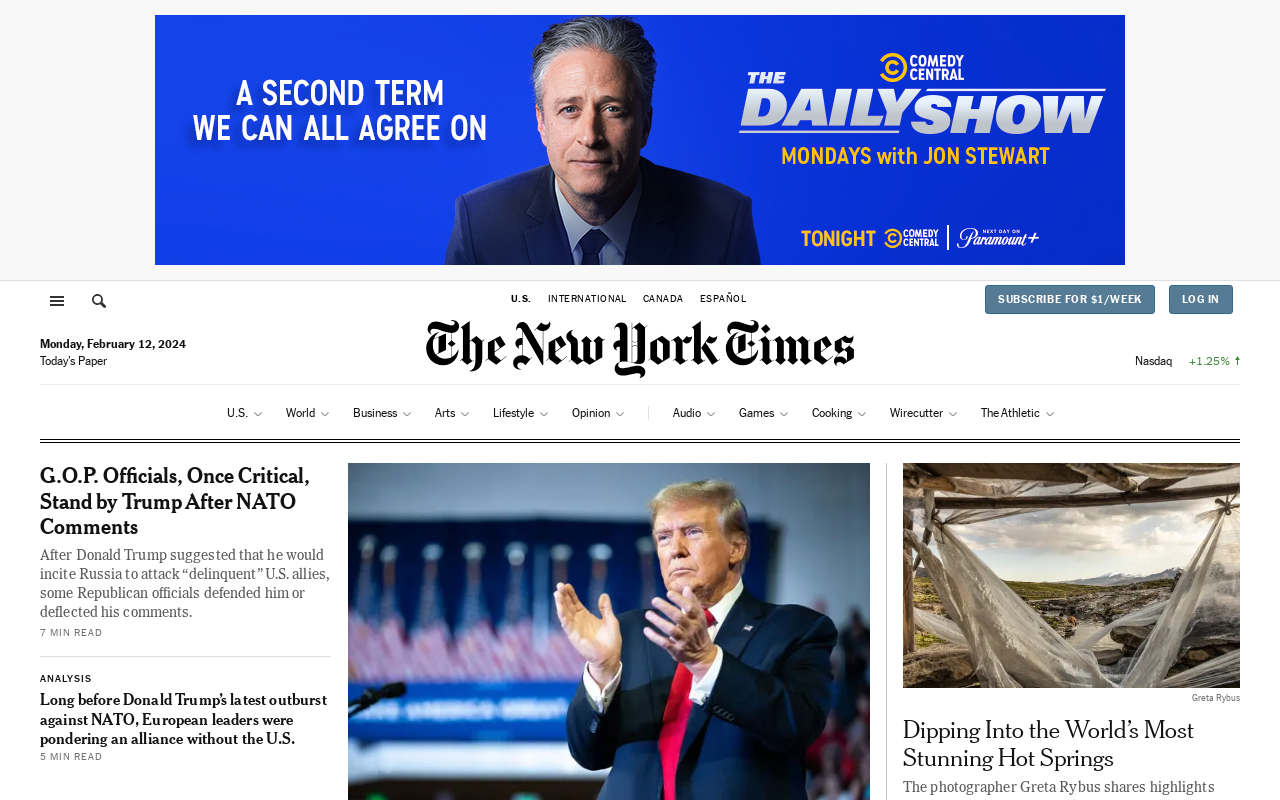 A SECOND TERM
WE CAN ALL AGREE ON
COMEDY
CENTRAL
THE
DAILY SHOW
MONDAYS with JON STEWART
TONIGHT COMEDY CENTRAL NEXT DAY ON Paramount+
U.S. INTERNATIONAL CANADA ESPAÑOL
SUBSCRIBE FOR $1/WEEK LOG IN
The New York Times
Monday, February 12, 2024
Today's Paper
Nasdaq +1.25%
U.S. World Business Arts Lifestyle Opinion Audio Games Cooking Wirecutter The Athletic
G.O.P. Officials, Once Critical,
Stand by Trump After NATO
Comments
After Donald Trump suggested that he would
incite Russia to attack “delinquent” U.S. allies,
some Republican officials defended him or
deflected his comments.
7 MIN READ
ANALYSIS
Long before Donald Trump’s latest outburst
against NATO, European leaders were
pondering an alliance without the U.S.
5 MIN READ
Greta Rybus
Dipping Into the World’s Most
Stunning Hot Springs
The photographer Greta Rybus shares highlights